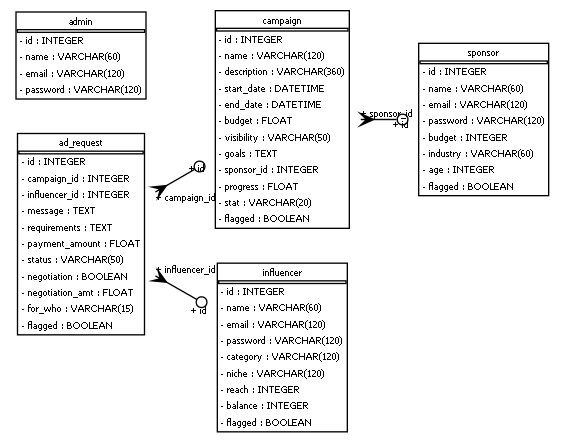 admin
- id : INTEGER
- name : VARCHAR(60)
- email : VARCHAR(120)
- password : VARCHAR(120)
campaign
- id : INTEGER
- name : VARCHAR(120)
- description : VARCHAR(360)
- start_date : DATETIME
- end_date : DATETIME
- budget : FLOAT
- visibility : VARCHAR(50)
- goals : TEXT
- sponsor_id : INTEGER
- progress : FLOAT
- stat : VARCHAR(20)
- flagged : BOOLEAN
+ sponsor_id
+ id
sponsor
- id : INTEGER
- name : VARCHAR(60)
- email : VARCHAR(120)
- password : VARCHAR(120)
- budget : INTEGER
- industry : VARCHAR(60)
- age : INTEGER
- flagged : BOOLEAN
ad_request
- id : INTEGER
- campaign_id : INTEGER
- influencer_id : INTEGER
- message : TEXT
- requirements : TEXT
- payment_amount : FLOAT
- status : VARCHAR(50)
- negotiation : BOOLEAN
- negotiation_amt : FLOAT
- for_who : VARCHAR(15)
- flagged : BOOLEAN
+ id
+ campaign_id
+ influencer_id
+ id
influencer
- id : INTEGER
- name : VARCHAR(60)
- email : VARCHAR(120)
- password : VARCHAR(120)
- category : VARCHAR(120)
- niche : VARCHAR(120)
- reach : INTEGER
- balance : INTEGER
- flagged : BOOLEAN